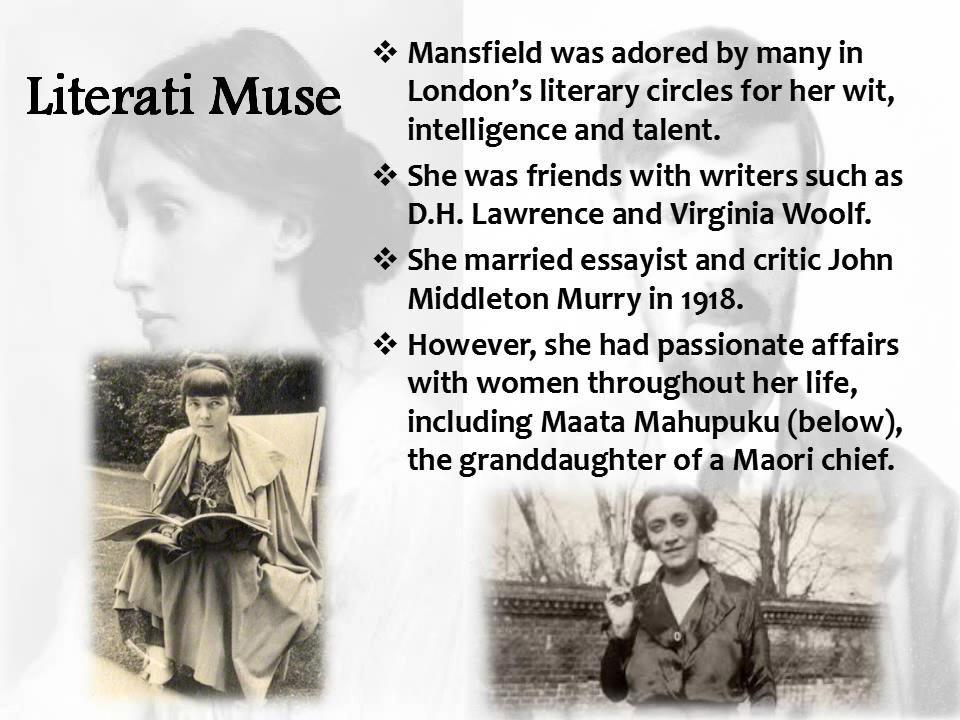 Literati Muse
❖ Mansfield was adored by many in
London’s literary circles for her wit,
intelligence and talent.
❖ She was friends with writers such as
D.H. Lawrence and Virginia Woolf.
❖ She married essayist and critic John
Middleton Murry in 1918.
❖ However, she had passionate affairs
with women throughout her life,
including Maata Mahupuku (below),
the granddaughter of a Maori chief.